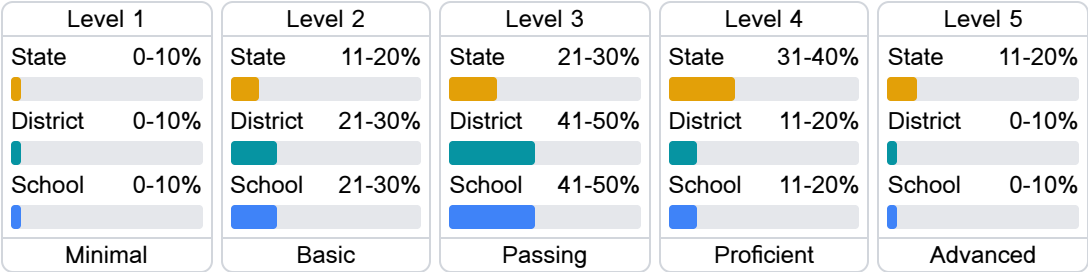 Level 1
State 0-10%
District 0-10%
School 0-10%
Minimal
Level 2
State 11-20%
District 21-30%
School 21-30%
Basic
Level 3
State 21-30%
District 41-50%
School 41-50%
Passing
Level 4
State 31-40%
District 11-20%
School 11-20%
Proficient
Level 5
State 11-20%
District 0-10%
School 0-10%
Advanced